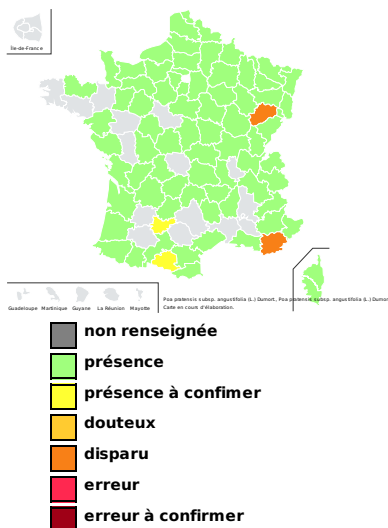 Île-de-France
Guadeloupe Martinique Guyane La Réunion Mayotte
Poa pratensis subsp. angustifolia (L.) Dumort., Poa pratensis subsp. angustifolia (L.) Dumor
Carte en cours d'élaboration.
non renseignée
présence
présence à confimer
douteux
disparu
erreur
erreur à confirmer